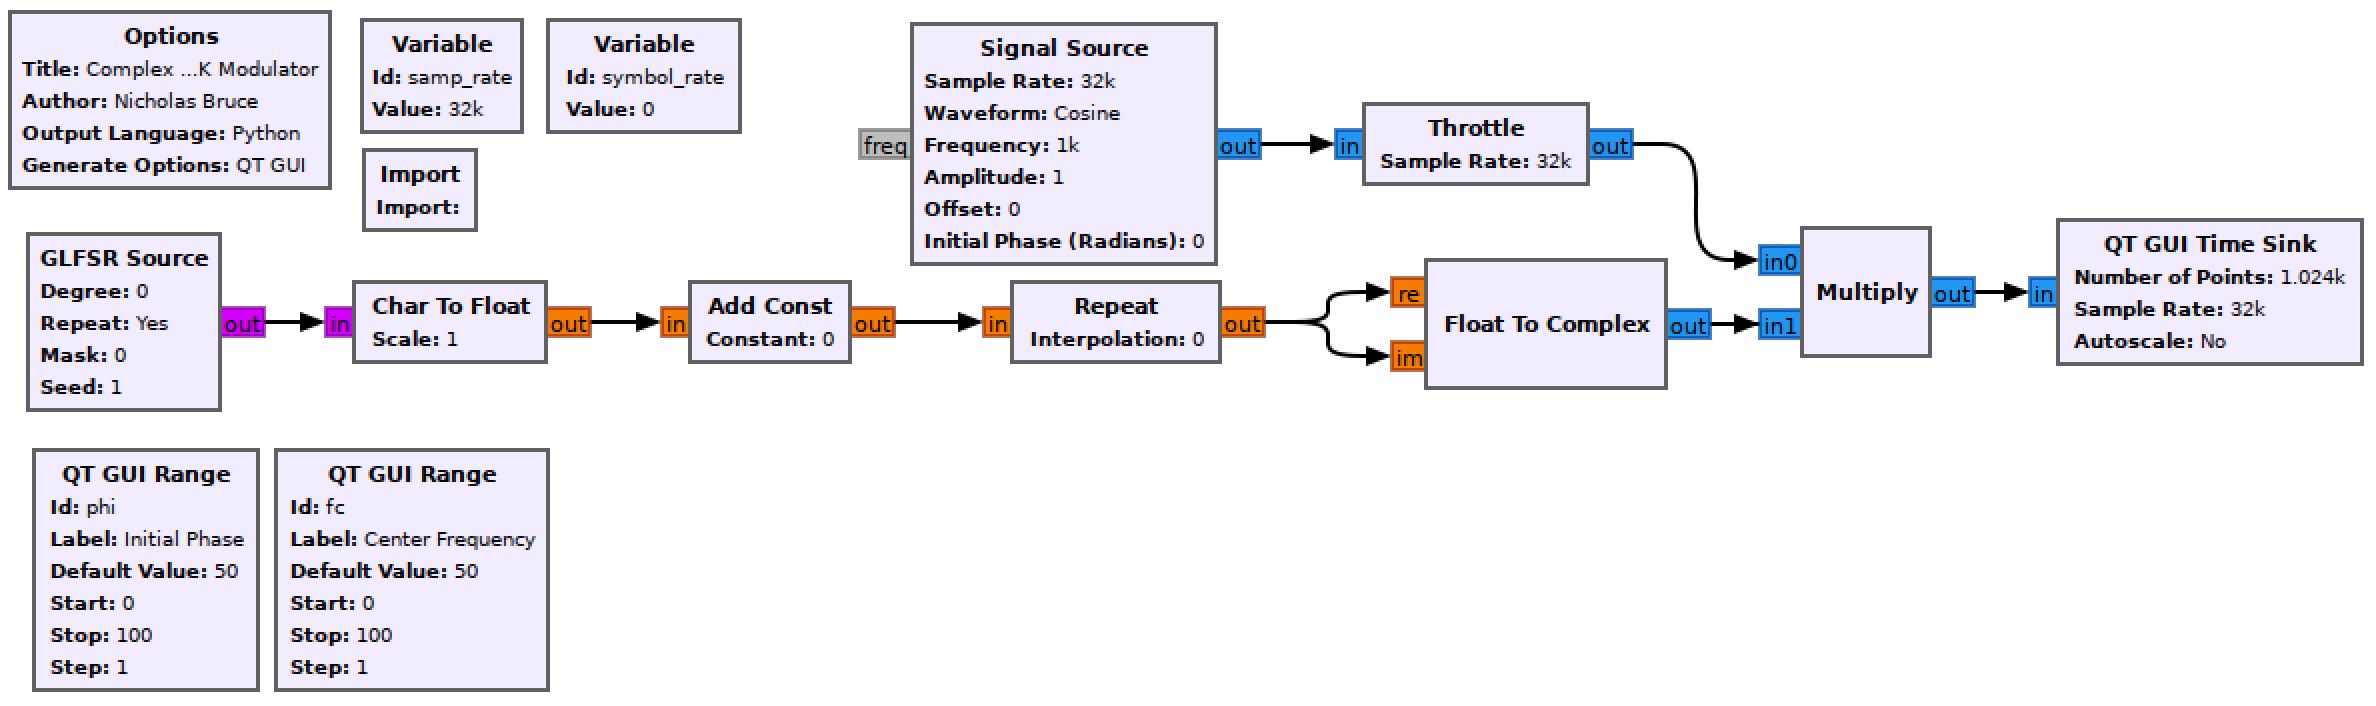 Options
Title: Complex ...K Modulator
Author: Nicholas Bruce
Output Language: Python
Generate Options: QT GUI
Variable
Id: samp_rate
Value: 32k
Variable
Id: symbol_rate
Value: 0
Import
Import:
Signal Source
Sample Rate: 32k
Waveform: Cosine
Frequency: 1k
Amplitude: 1
Offset: 0
Initial Phase (Radians): 0
freq
out
in
Throttle
Sample Rate: 32k
out
GLFSR Source
Degree: 0
Repeat: Yes
Mask: 0
Seed: 1
out
in
Char To Float
Scale: 1
out
in
Add Const
Constant: 0
out
in
Repeat
Interpolation: 0
out
re
im
Float To Complex
out
in0
in1
Multiply
out
in
QT GUI Time Sink
Number of Points: 1.024k
Sample Rate: 32k
Autoscale: No
QT GUI Range
Id: phi
Label: Initial Phase
Default Value: 50
Start: 0
Stop: 100
Step: 1
QT GUI Range
Id: fc
Label: Center Frequency
Default Value: 50
Start: 0
Stop: 100
Step: 1